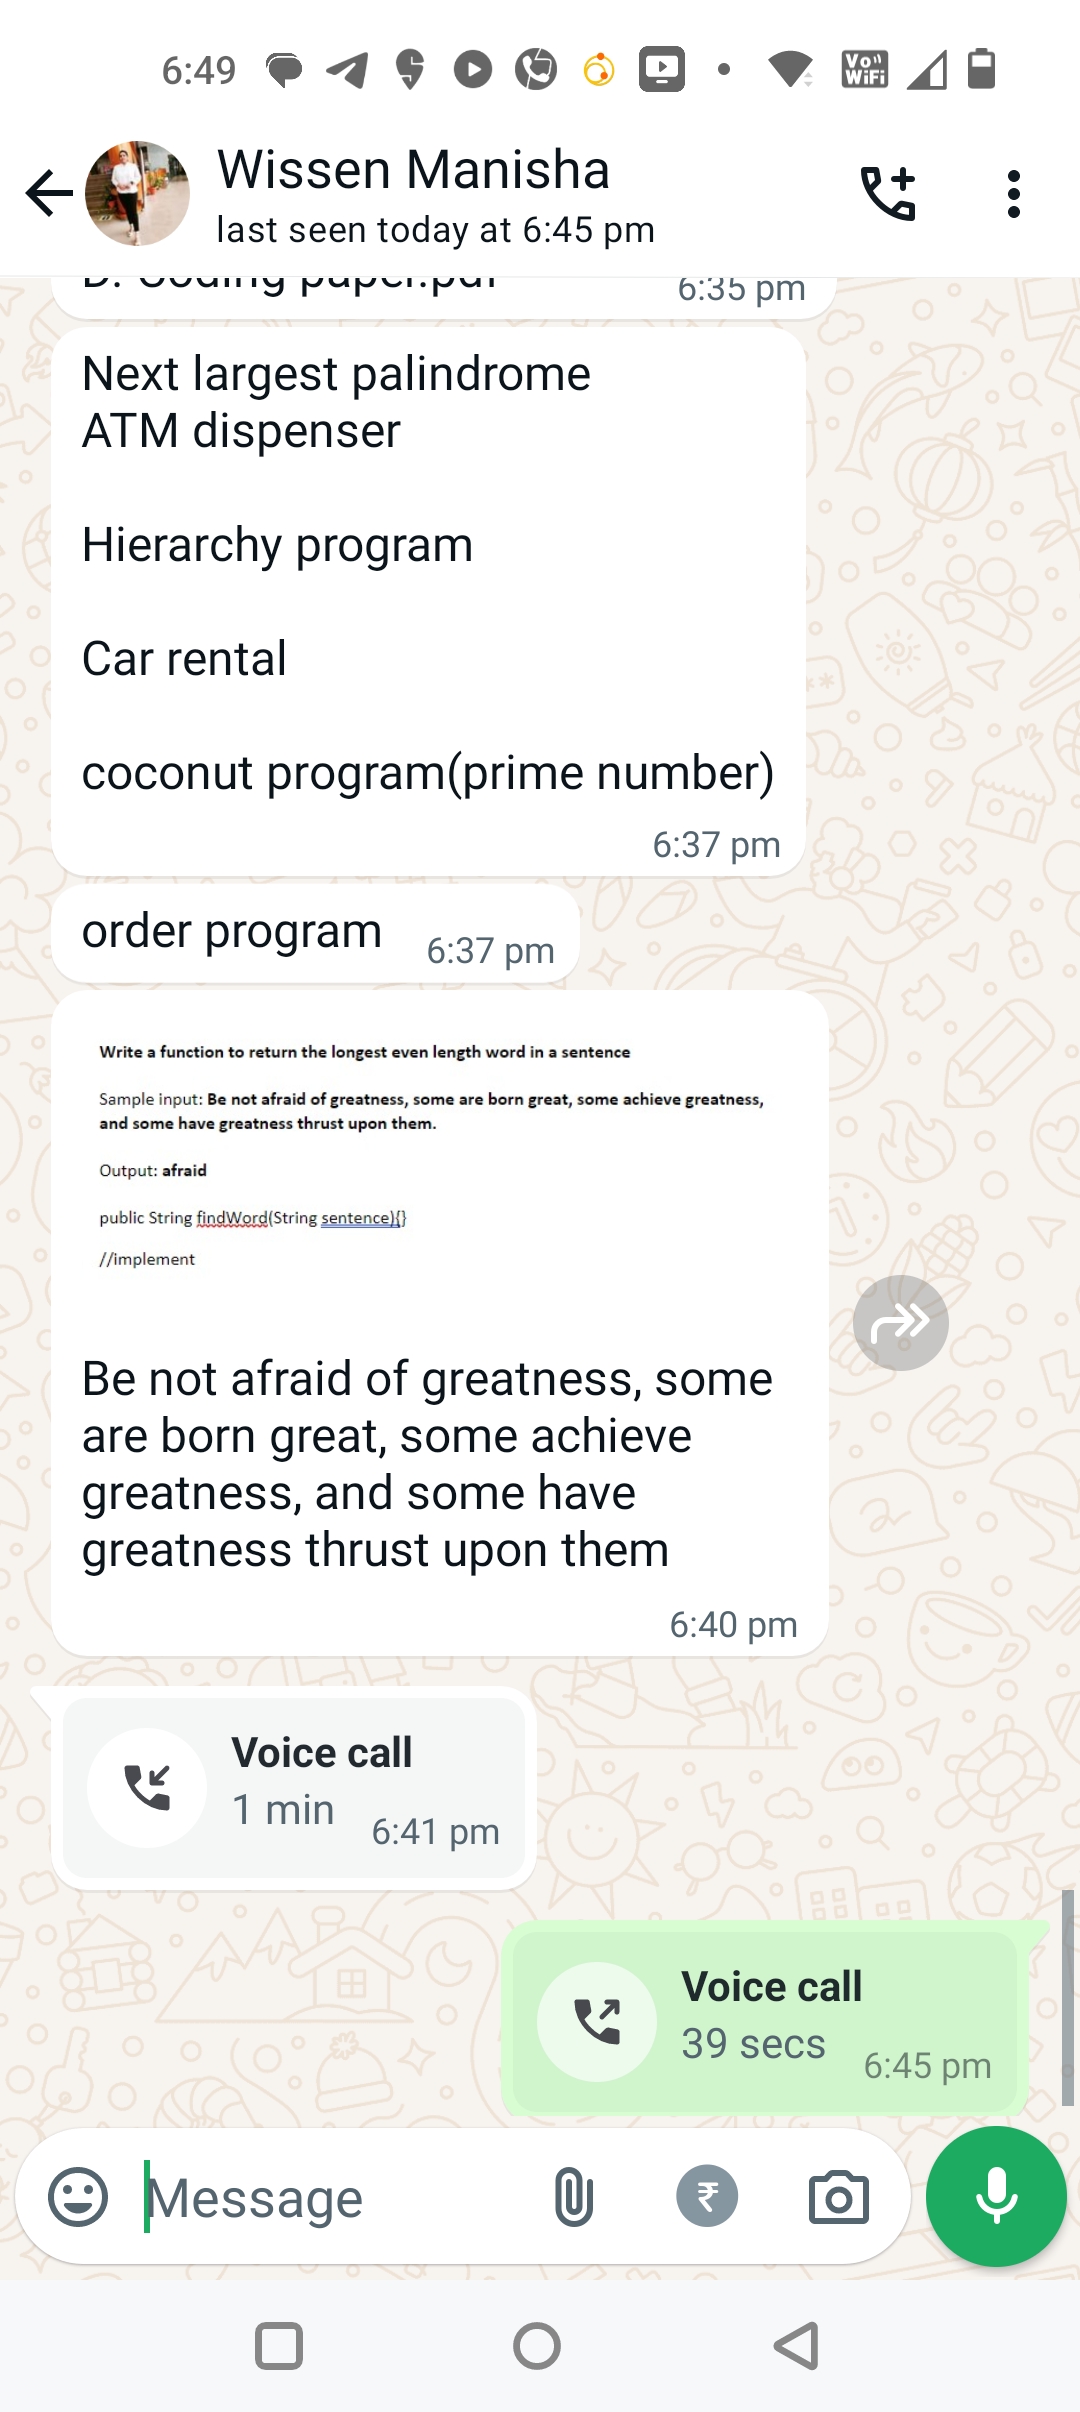 6:49
Vo
WiFi
Wissen Manisha
last seen today at 6:45 pm
D. Coding paper.pdf
6:35 pm
Next largest palindrome
ATM dispenser
Hierarchy program
Car rental
coconut program(prime number)
6:37 pm
order program
6:37 pm
Write a function to return the longest even length word in a sentence
Sample input: Be not afraid of greatness, some are born great, some achieve greatness,
and some have greatness thrust upon them.
Output: afraid
public String findWord(String sentence){}
//implement
Be not afraid of greatness, some
are born great, some achieve
greatness, and some have
greatness thrust upon them
6:40 pm
Voice call
1 min
6:41 pm
Voice call
39 secs
6:45 pm
Message
₹